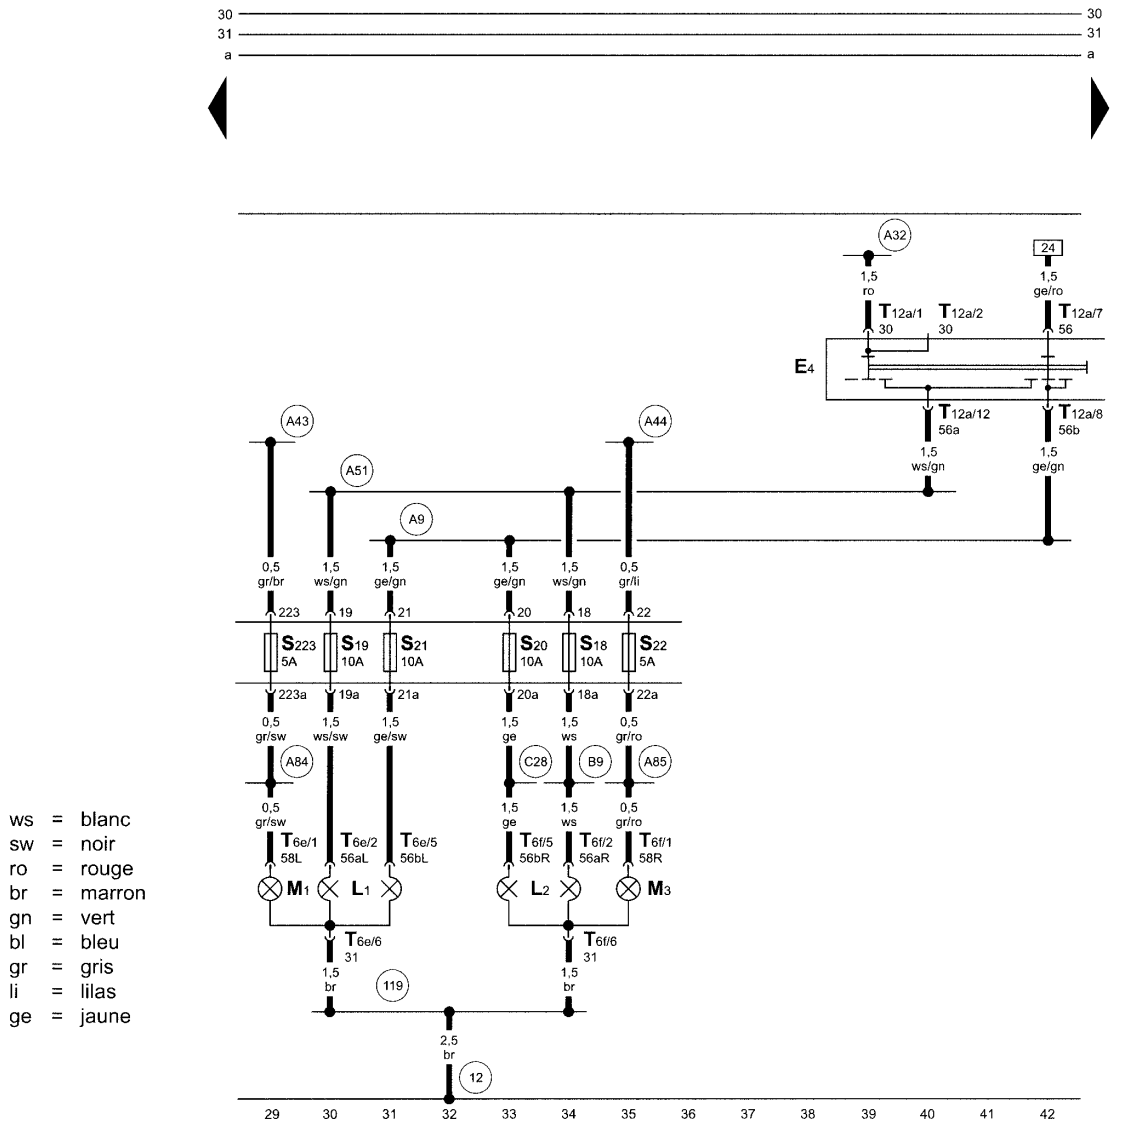 30 30
31 31
a a
A32 24
1,5 1,5
ro ge/ro
T12a/1 T12a/2 T12a/7
30 30 56
E4
A43 A44 T12a/12 T12a/8
56a 56b
1,5 1,5
ws/gn ge/gn
A51
A9
0,5 1,5 1,5 1,5 1,5 0,5
gr/br ws/gn ge/gn ge/gn ws/gn gr/li
223 19 21 20 18 22
S223 S19 S21 S20 S18 S22
5A 10A 10A 10A 10A 5A
223a 19a 21a 20a 18a 22a
0,5 1,5 1,5 1,5 1,5 0,5
gr/sw ws/sw ge/sw ge ws gr/ro
A84 C28 B9 A85
0,5 1,5 1,5 0,5
gr/sw ge ws gr/ro
T6e/1 T6e/2 T6e/5 T6f/5 T6f/2 T6f/1
58L 56aL 56bL 56bR 56aR 58R
M1 L1 L2 M3
T6e/6 T6f/6
31 31
1,5 1,5
br br
119
2,5
br
12
29 30 31 32 33 34 35 36 37 38 39 40 41 42
ws = blanc
sw = noir
ro = rouge
br = marron
gn = vert
bl = bleu
gr = gris
li = lilas
ge = jaune